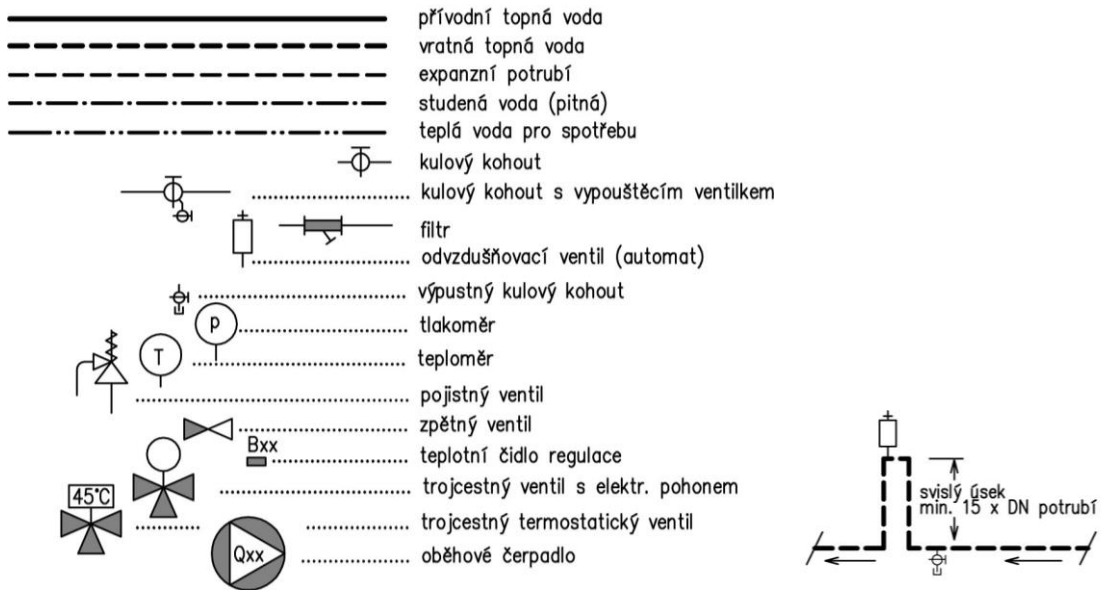 přívodní topná voda
vratná topná voda
expanzní potrubí
studená voda (pitná)
teplá voda pro spotřebu
kulový kohout
kulový kohout s vypouštěcím ventilkem
filtr
odvzdušňovací ventil (automat)
výpustný kulový kohout
p
tlakoměr
T
teploměr
pojistný ventil
zpětný ventil
Bxx
teplotní čidlo regulace
trojcestný ventil s elektr. pohonem
45°C
trojcestný termostatický ventil
Qxx
oběhové čerpadlo
svislý úsek
min. 15 x DN potrubí